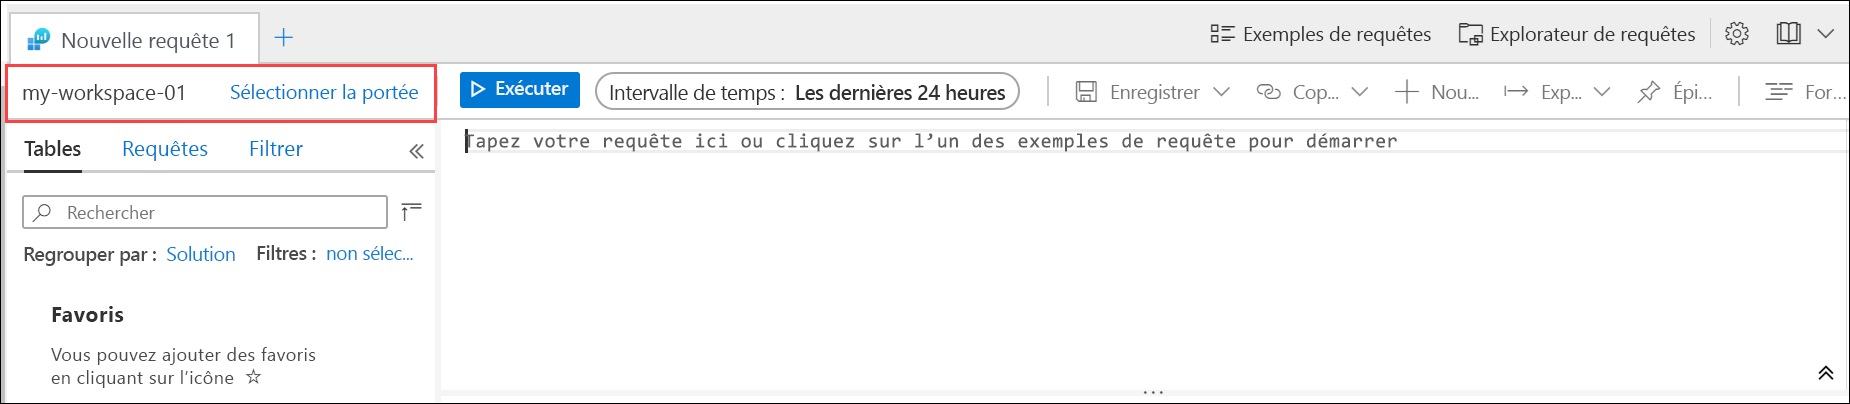 Nouvelle requête 1
Exemples de requêtes
Explorateur de requêtes
my-workspace-01 Sélectionner la portée
Exécuter
Intervalle de temps : Les dernières 24 heures
Enregistrer
Cop...
Nou...
Exp...
Épi...
For...
Tables Requêtes Filtrer
Tapez votre requête ici ou cliquez sur l’un des exemples de requête pour démarrer
Rechercher
Regrouper par : Solution Filtres : non sélec...
Favoris
Vous pouvez ajouter des favoris
en cliquant sur l’icône